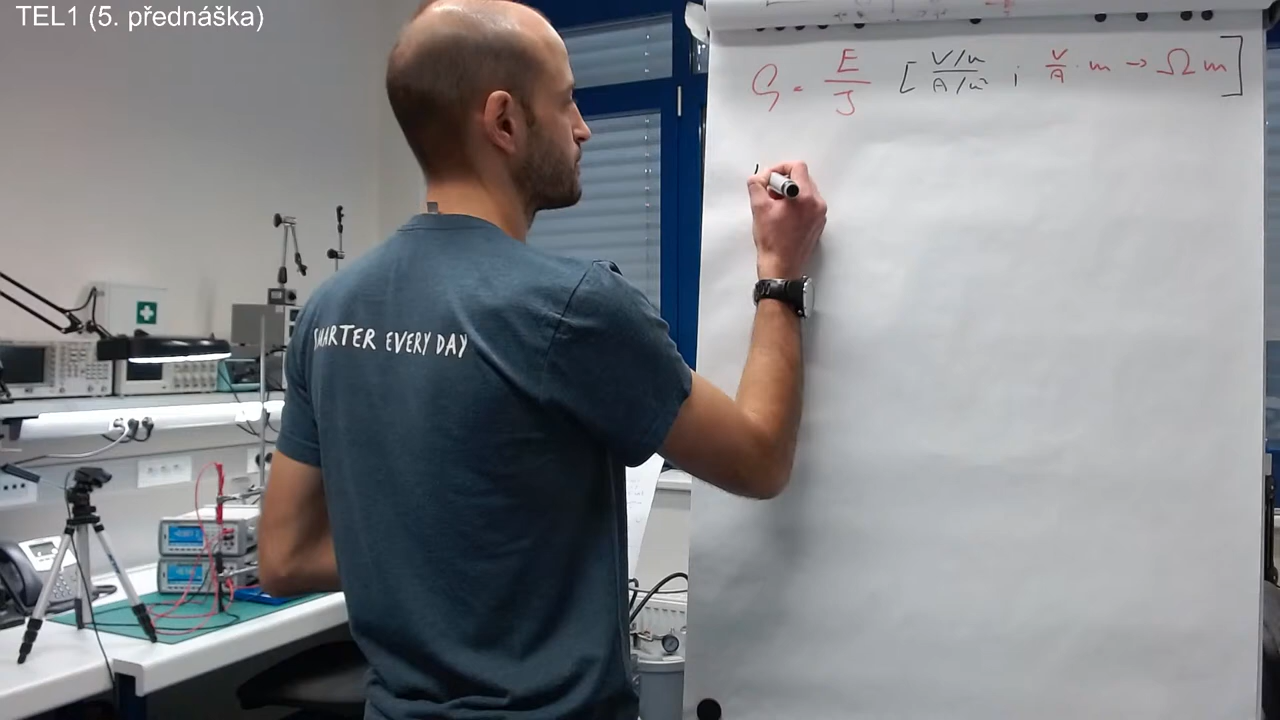 TEL1 (5. přednáška)
ρ = E/J [ V/m / A/m² ; V/A · m → Ωm ]
SMARTER EVERY DAY